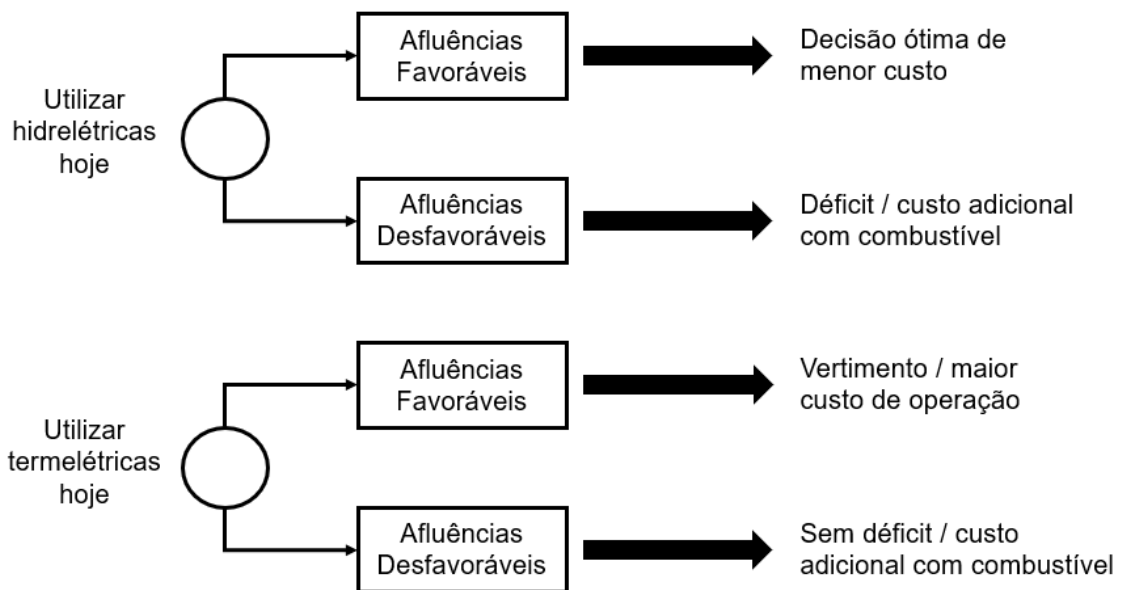 Utilizar
hidrelétricas
hoje
Afluências
Favoráveis
Decisão ótima de
menor custo
Afluências
Desfavoráveis
Déficit / custo adicional
com combustível
Utilizar
termelétricas
hoje
Afluências
Favoráveis
Vertimento / maior
custo de operação
Afluências
Desfavoráveis
Sem déficit / custo
adicional com combustível